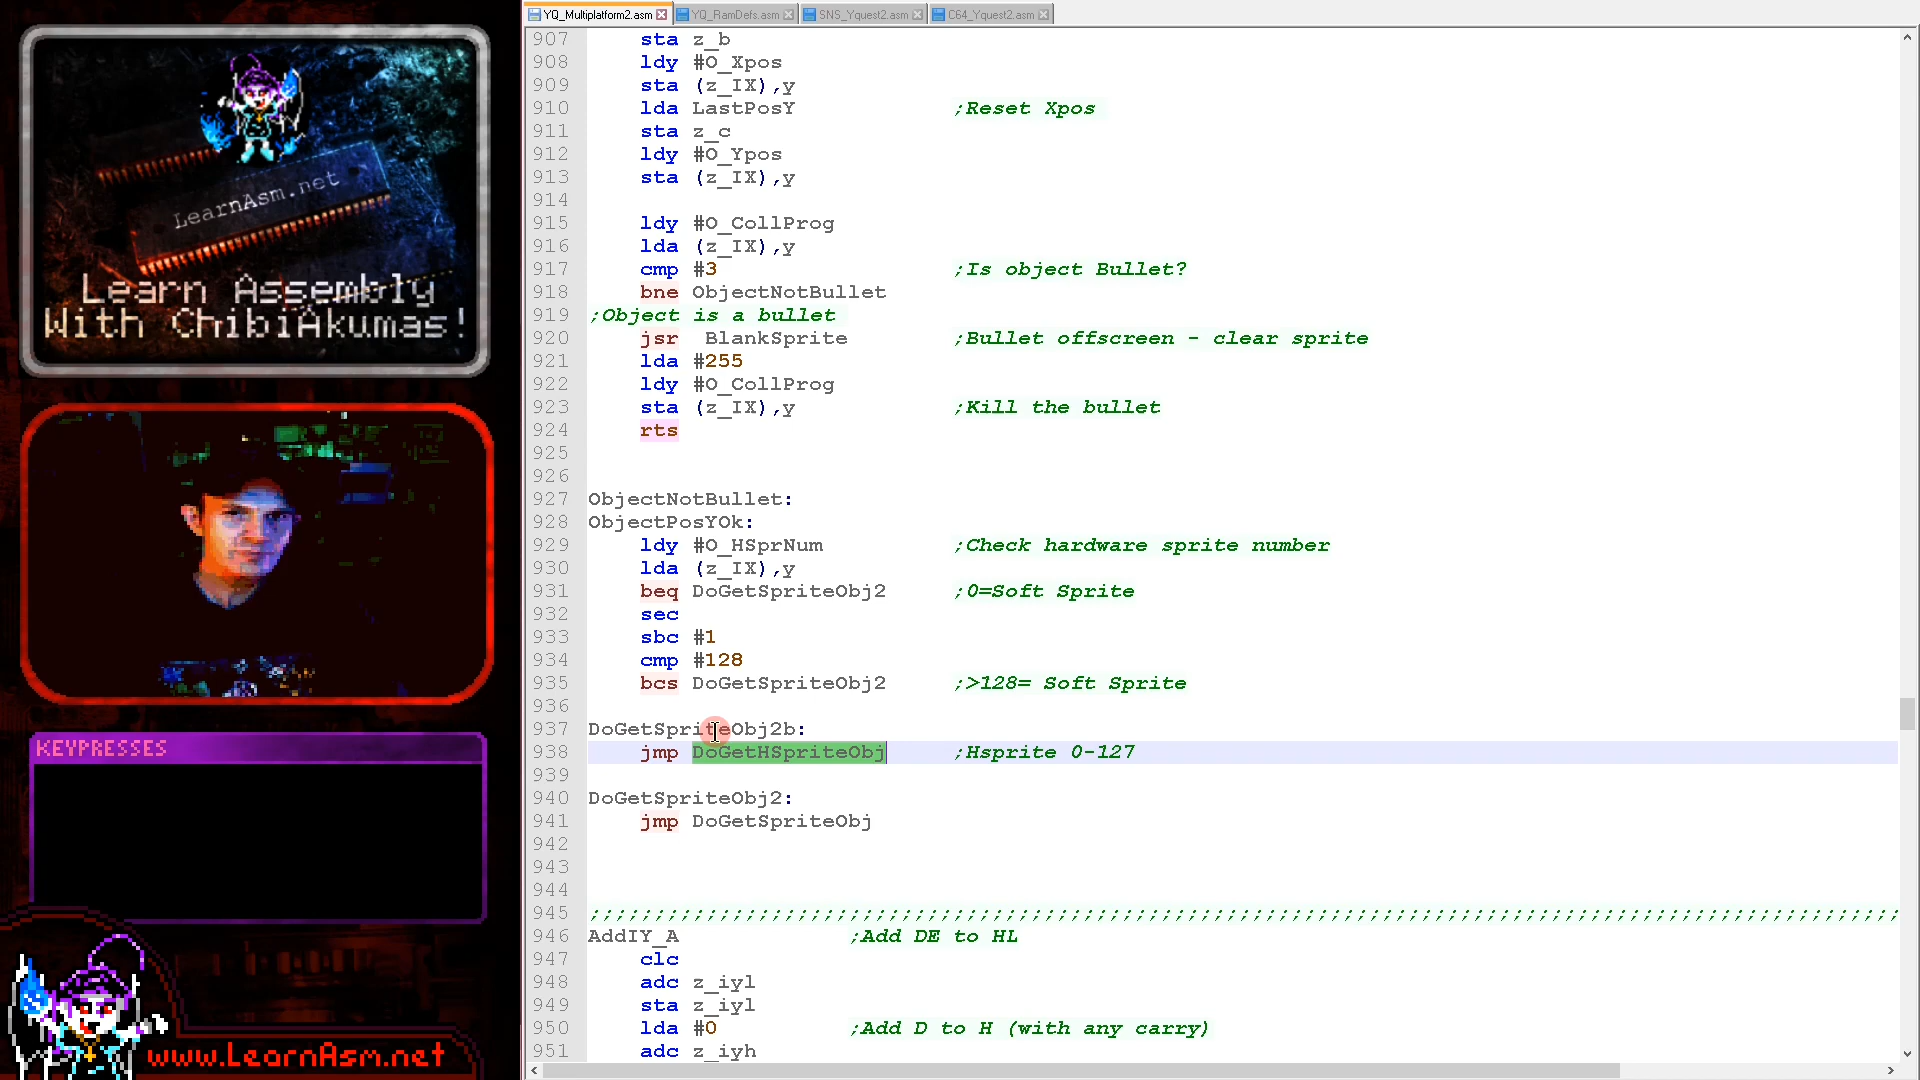 LearnAsm.net
Learn Assembly
With ChibiAkumas!
KEYPRESSES
www.LearnAsm.net
YQ_Multiplatform2.asm YQ_RamDefs.asm SNS_Yquest2.asm C64_Yquest2.asm
907 sta z_b
908 ldy #O_Xpos
909 sta (z_IX),y
910 lda LastPosY ;Reset Xpos
911 sta z_c
912 ldy #O_Ypos
913 sta (z_IX),y
914
915 ldy #O_CollProg
916 lda (z_IX),y
917 cmp #3 ;Is object Bullet?
918 bne ObjectNotBullet
919 ;Object is a bullet
920 jsr BlankSprite ;Bullet offscreen - clear sprite
921 lda #255
922 ldy #O_CollProg
923 sta (z_IX),y ;Kill the bullet
924 rts
925
926
927 ObjectNotBullet:
928 ObjectPosYOk:
929 ldy #O_HSprNum ;Check hardware sprite number
930 lda (z_IX),y
931 beq DoGetSpriteObj2 ;0=Soft Sprite
932 sec
933 sbc #1
934 cmp #128
935 bcs DoGetSpriteObj2 ;>128= Soft Sprite
936
937 DoGetSpriteObj2b:
938 jmp DoGetHSpriteObj ;Hsprite 0-127
939
940 DoGetSpriteObj2:
941 jmp DoGetSpriteObj
942
943
944
945 ;;;;;;;;;;;;;;;;;;;;;;;;;;;;;;;;;;;;;;;;;;;;;;;;;;;;;;;;;;;;;;;;;;;;;;;;;;;;;;;;;;;;;;;;;;;;;;;;;;;;
946 AddIY_A ;Add DE to HL
947 clc
948 adc z_iyl
949 sta z_iyl
950 lda #0 ;Add D to H (with any carry)
951 adc z_iyh